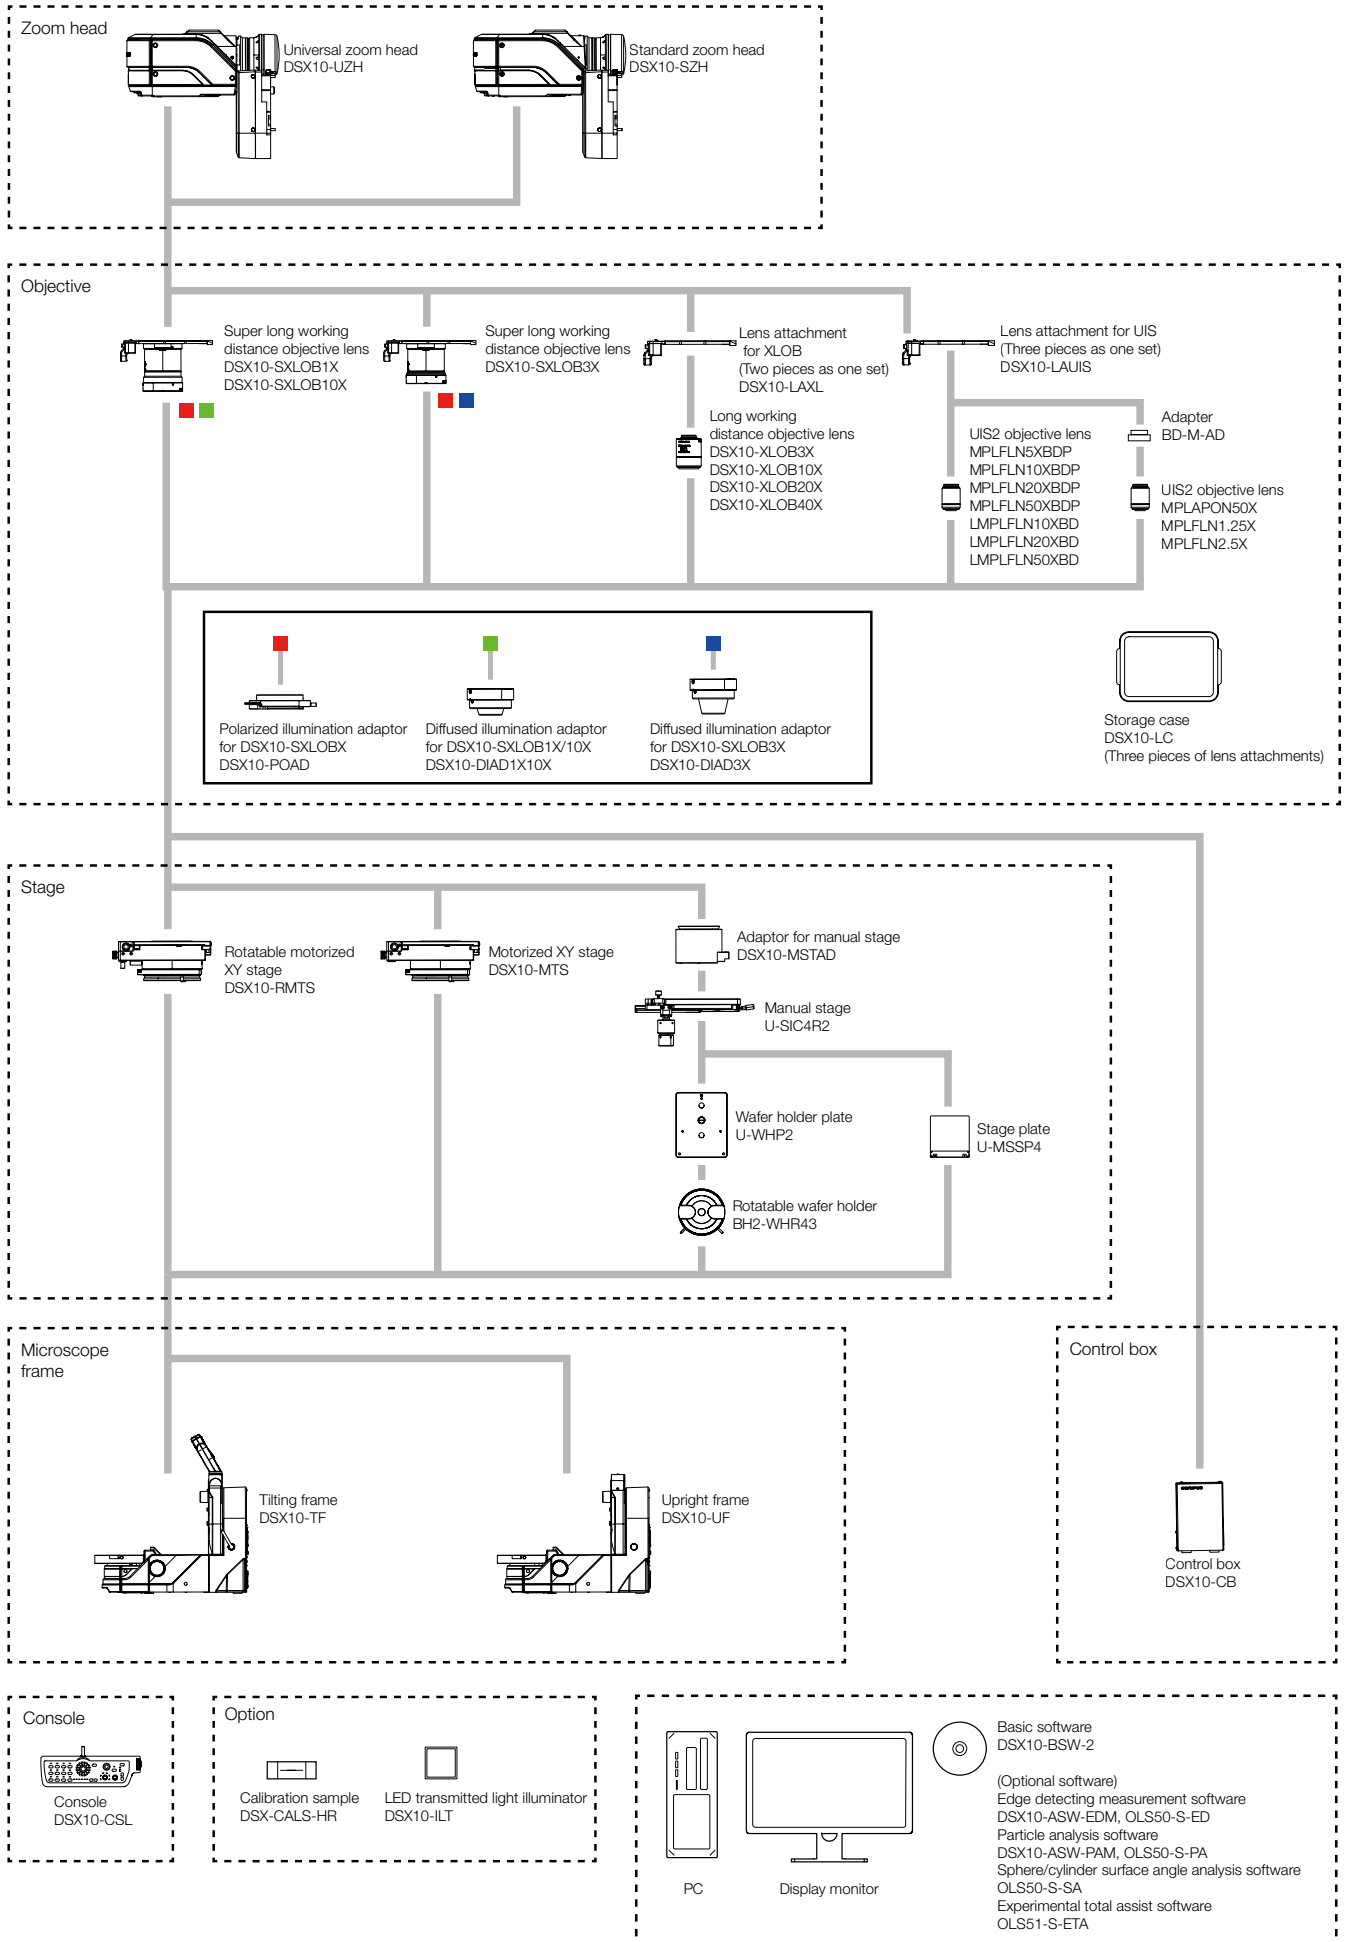 Zoom head
Universal zoom head
DSX10-UZH
Standard zoom head
DSX10-SZH
Objective
Super long working
distance objective lens
DSX10-SXLOB1X
DSX10-SXLOB10X
Super long working
distance objective lens
DSX10-SXLOB3X
Lens attachment
for XLOB
(Two pieces as one set)
DSX10-LAXL
Lens attachment for UIS
(Three pieces as one set)
DSX10-LAUIS
Long working
distance objective lens
DSX10-XLOB3X
DSX10-XLOB10X
DSX10-XLOB20X
DSX10-XLOB40X
UIS2 objective lens
MPLFLN5XBDP
MPLFLN10XBDP
MPLFLN20XBDP
MPLFLN50XBDP
LMPLFLN10XBD
LMPLFLN20XBD
LMPLFLN50XBD
Adapter
BD-M-AD
UIS2 objective lens
MPLAPON50X
MPLFLN1.25X
MPLFLN2.5X
Polarized illumination adaptor
for DSX10-SXLOBX
DSX10-POAD
Diffused illumination adaptor
for DSX10-SXLOB1X/10X
DSX10-DIAD1X10X
Diffused illumination adaptor
for DSX10-SXLOB3X
DSX10-DIAD3X
Storage case
DSX10-LC
(Three pieces of lens attachments)
Stage
Rotatable motorized
XY stage
DSX10-RMTS
Motorized XY stage
DSX10-MTS
Adaptor for manual stage
DSX10-MSTAD
Manual stage
U-SIC4R2
Wafer holder plate
U-WHP2
Stage plate
U-MSSP4
Rotatable wafer holder
BH2-WHR43
Microscope
frame
Tilting frame
DSX10-TF
Upright frame
DSX10-UF
Control box
OLYMPUS
Control box
DSX10-CB
Console
Console
DSX10-CSL
Option
Calibration sample
DSX-CALS-HR
LED transmitted light illuminator
DSX10-ILT
PC
Display monitor
Basic software
DSX10-BSW-2
(Optional software)
Edge detecting measurement software
DSX10-ASW-EDM, OLS50-S-ED
Particle analysis software
DSX10-ASW-PAM, OLS50-S-PA
Sphere/cylinder surface angle analysis software
OLS50-S-SA
Experimental total assist software
OLS51-S-ETA